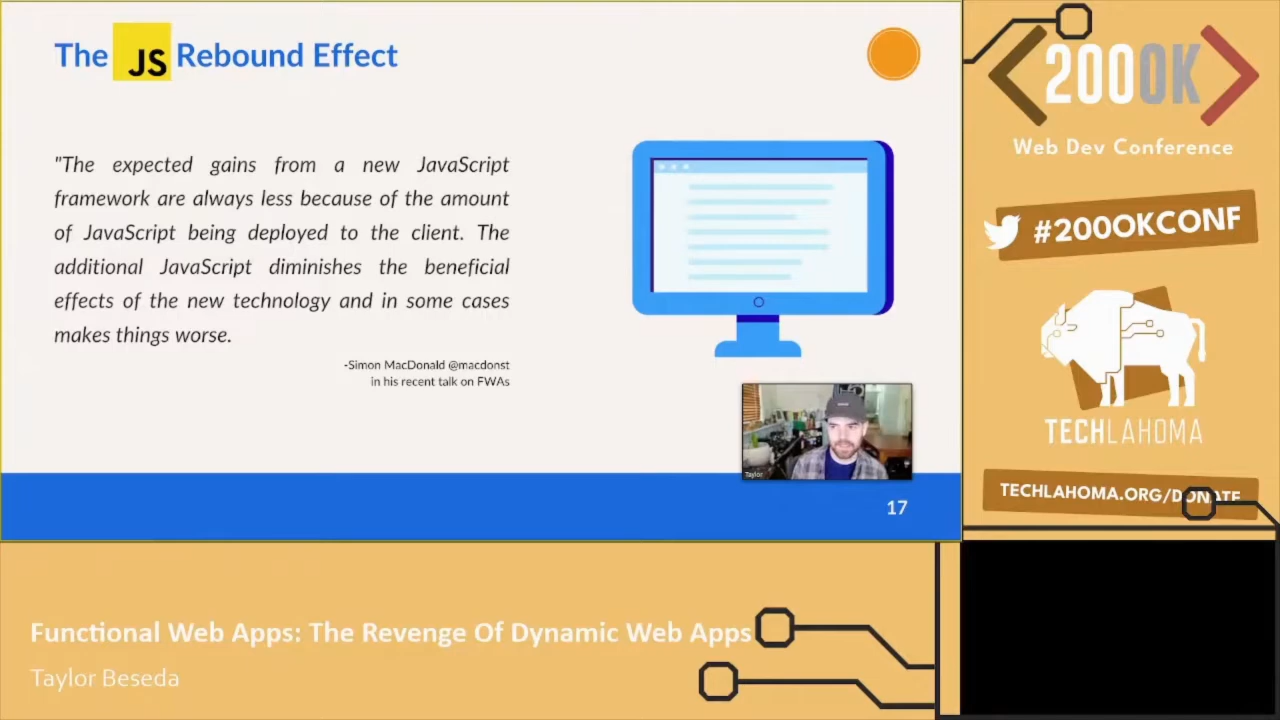 The JS Rebound Effect
"The expected gains from a new JavaScript
framework are always less because of the amount
of JavaScript being deployed to the client. The
additional JavaScript diminishes the beneficial
effects of the new technology and in some cases
makes things worse.
-Simon MacDonald @macdonst
in his recent talk on FWAs
Taylor
17
200OK
Web Dev Conference
#200OKCONF
TECHLAHOMA
TECHLAHOMA.ORG/DONATE
Functional Web Apps: The Revenge Of Dynamic Web Apps
Taylor Beseda